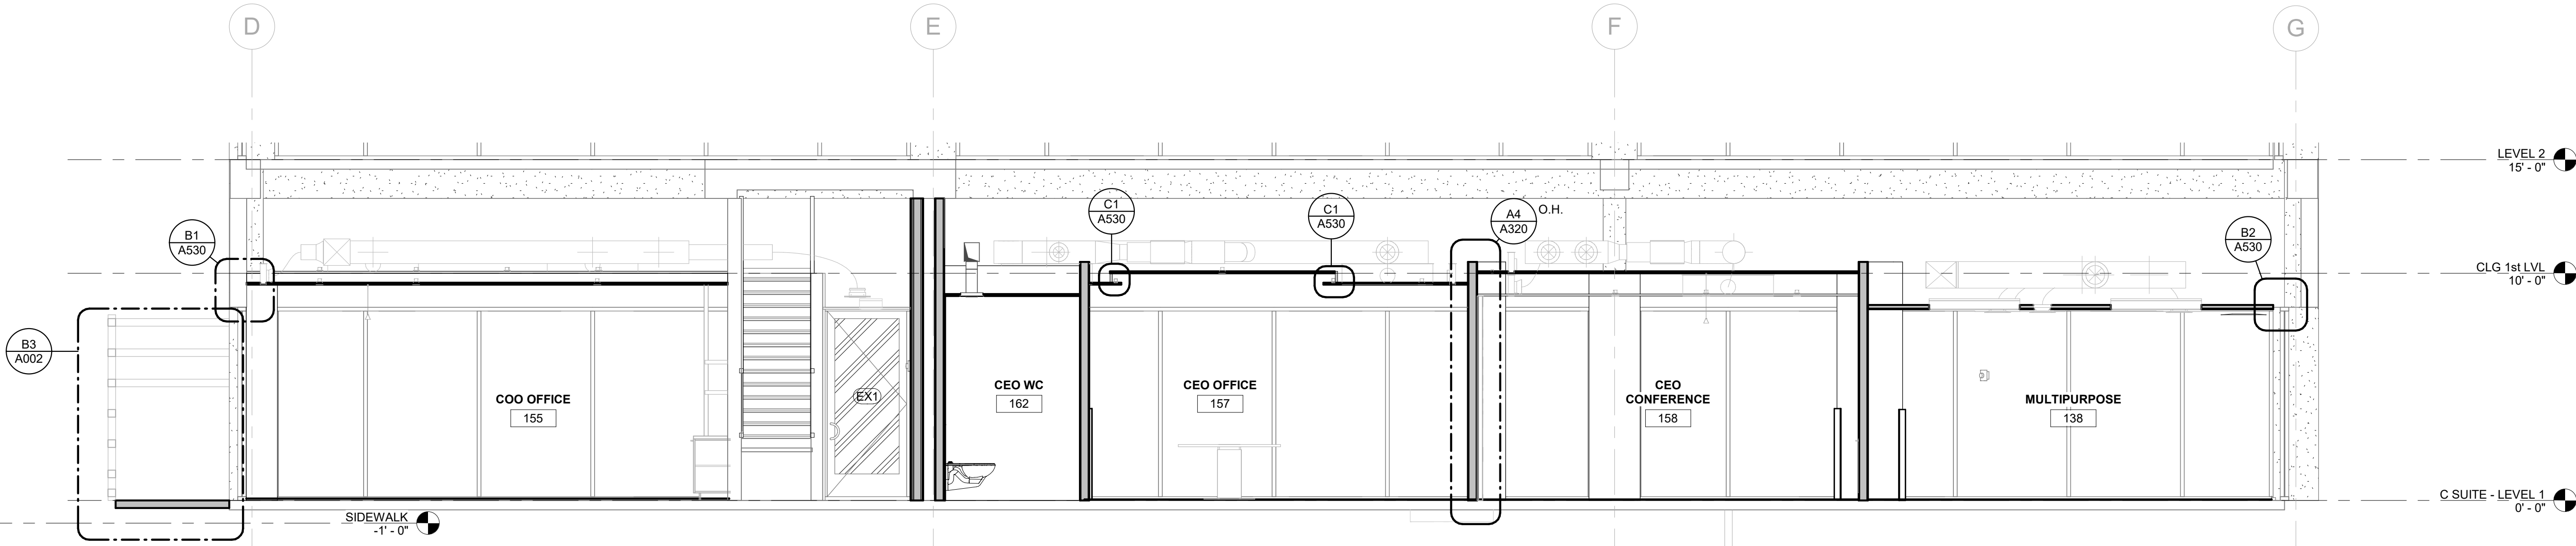 D
E
F
G
LEVEL 2
15' - 0"
C1
A530
C1
A530
A4
A320
O.H.
B1
A530
B2
A530
CLG 1st LVL
10' - 0"
B3
A002
COO OFFICE
155
EX1
CEO WC
162
CEO OFFICE
157
CEO
CONFERENCE
158
MULTIPURPOSE
138
C SUITE - LEVEL 1
0' - 0"
SIDEWALK
-1' - 0"